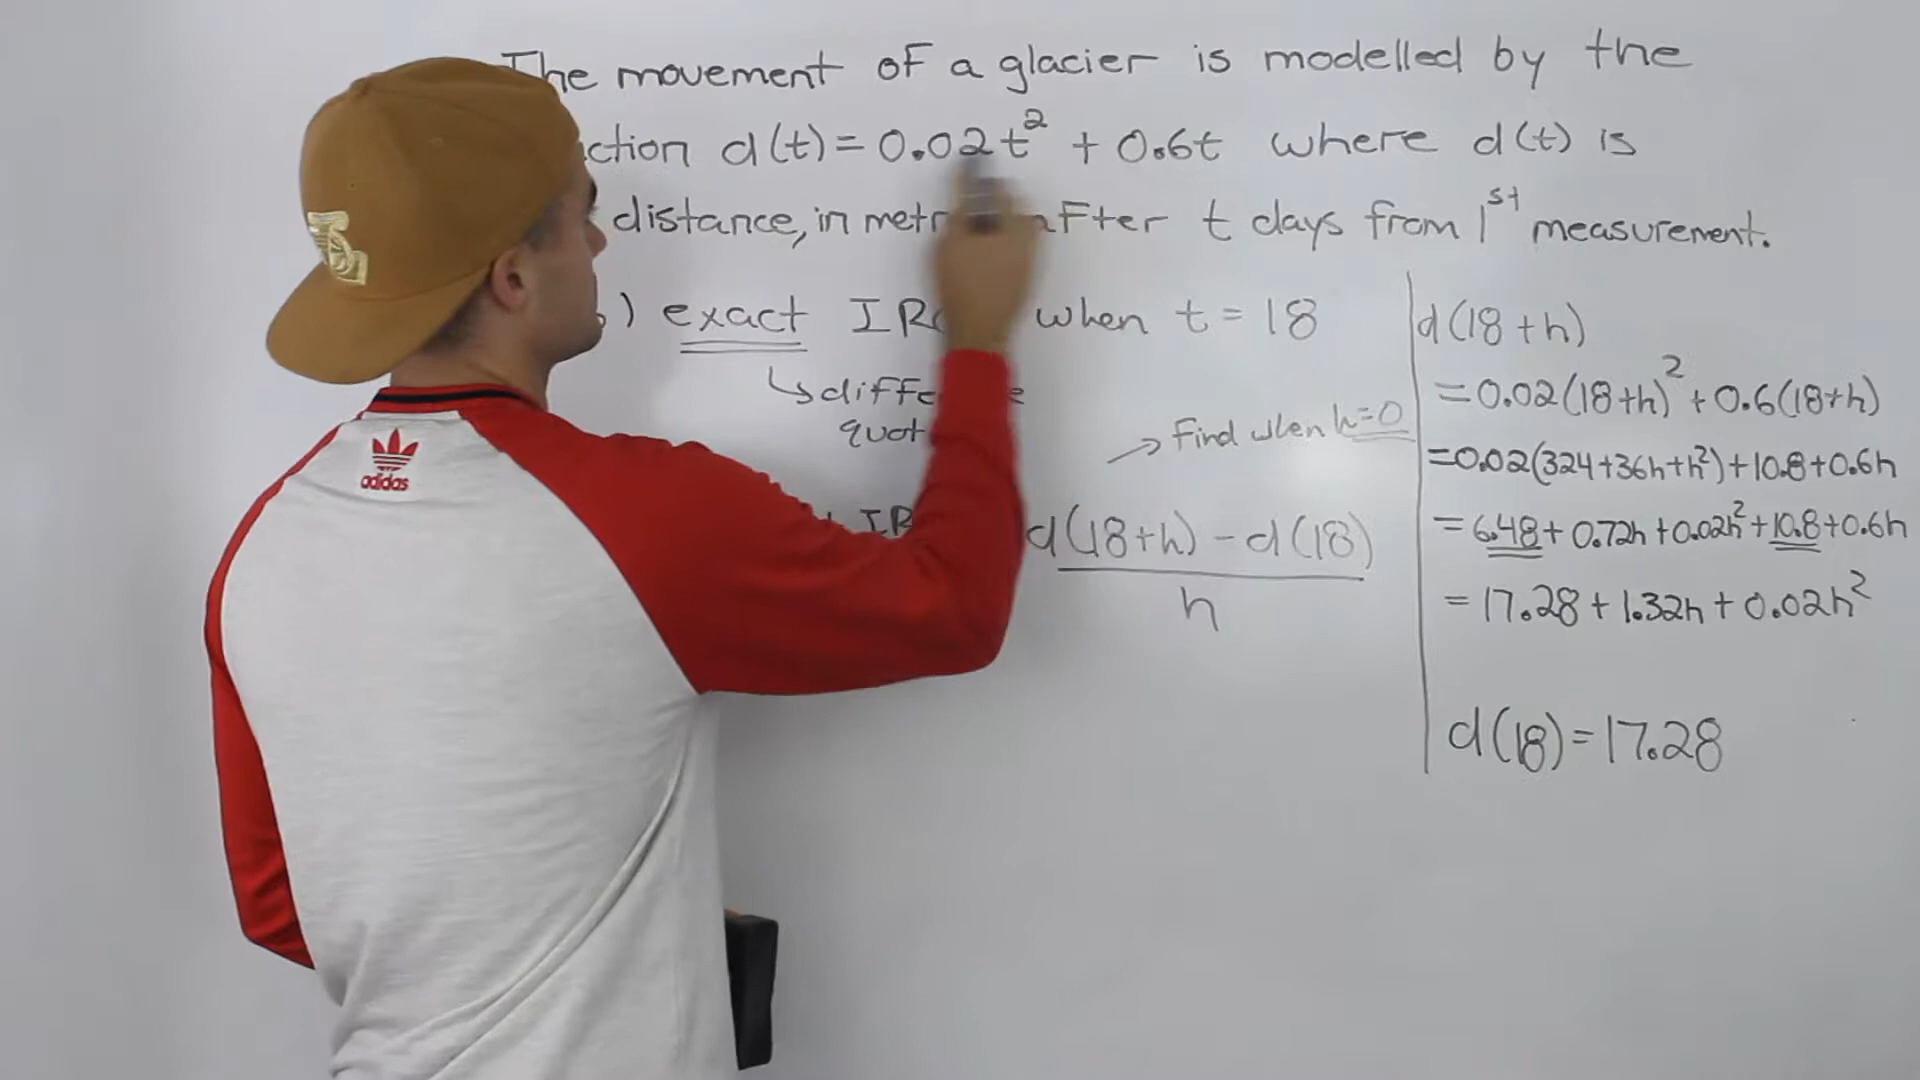 The movement of a glacier is modelled by the
ction d(t) = 0.02t² + 0.6t where d(t) is
distance, in metr after t days from 1st measurement.
) exact IRo when t = 18
↳ diffe e
quot
→ Find when h=0
IR d(18+h) - d(18)
h
d(18+h)
= 0.02(18+h)² + 0.6(18+h)
= 0.02(324+36h+h²) + 10.8 + 0.6h
= 6.48 + 0.72h + 0.02h² + 10.8 + 0.6h
= 17.28 + 1.32h + 0.02h²
d(18) = 17.28
adidas